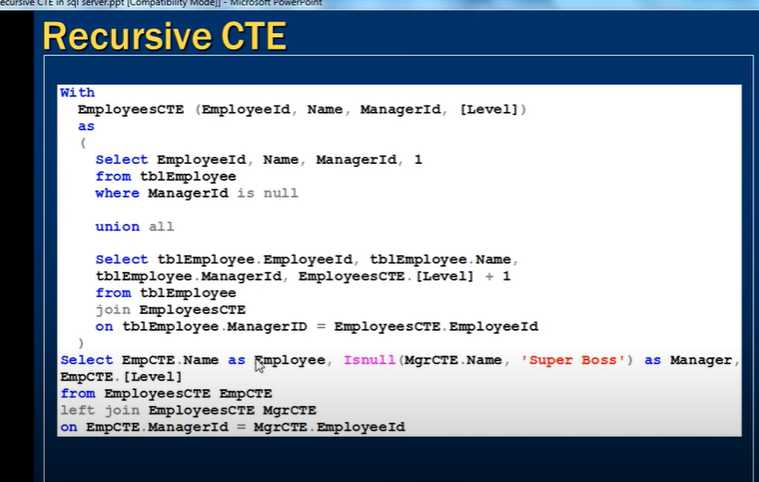 ecursive CTE in sql server.ppt [Compatibility Mode]] - Microsoft PowerPoint
Recursive CTE
With
EmployeesCTE (EmployeeId, Name, ManagerId, [Level])
as
(
Select EmployeeId, Name, ManagerId, 1
from tblEmployee
where ManagerId is null
union all
Select tblEmployee.EmployeeId, tblEmployee.Name,
tblEmployee.ManagerId, EmployeesCTE.[Level] + 1
from tblEmployee
join EmployeesCTE
on tblEmployee.ManagerID = EmployeesCTE.EmployeeId
)
Select EmpCTE.Name as Employee, Isnull(MgrCTE.Name, 'Super Boss') as Manager,
EmpCTE.[Level]
from EmployeesCTE EmpCTE
left join EmployeesCTE MgrCTE
on EmpCTE.ManagerId = MgrCTE.EmployeeId